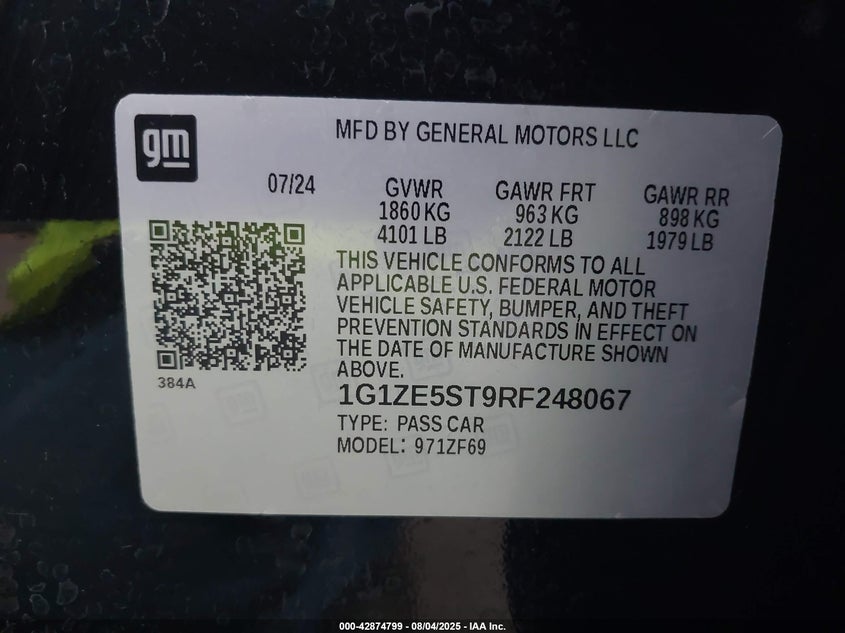 gm
MFD BY GENERAL MOTORS LLC
07/24 GVWR GAWR FRT GAWR RR
1860 KG 963 KG 898 KG
4101 LB 2122 LB 1979 LB
THIS VEHICLE CONFORMS TO ALL
APPLICABLE U.S. FEDERAL MOTOR
VEHICLE SAFETY, BUMPER, AND THEFT
PREVENTION STANDARDS IN EFFECT ON
THE DATE OF MANUFACTURE SHOWN
ABOVE.
384A
1G1ZE5ST9RF248067
TYPE: PASS CAR
MODEL: 971ZF69
000-42874799 - 08/04/2025 - IAA Inc.